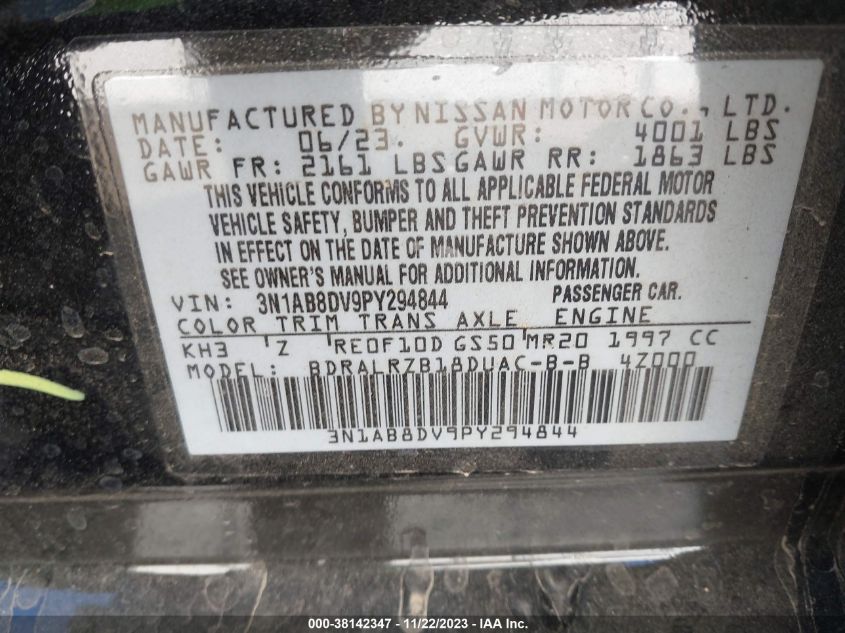 MANUFACTURED BY NISSAN MOTOR CO., LTD.
DATE: 06/23. GVWR: 4001 LBS
GAWR FR: 2161 LBS GAWR RR: 1863 LBS
THIS VEHICLE CONFORMS TO ALL APPLICABLE FEDERAL MOTOR
VEHICLE SAFETY, BUMPER AND THEFT PREVENTION STANDARDS
IN EFFECT ON THE DATE OF MANUFACTURE SHOWN ABOVE.
SEE OWNER'S MANUAL FOR ADDITIONAL INFORMATION.
VIN: 3N1AB8DV9PY294844 PASSENGER CAR.
COLOR TRIM TRANS AXLE ENGINE
KH3 Z RE0F10D GS50 MR20 1997 CC
MODEL: BDRALRZB18DUAC-B-B 4Z000
3N1AB8DV9PY294844
000-38142347 - 11/22/2023 - IAA Inc.